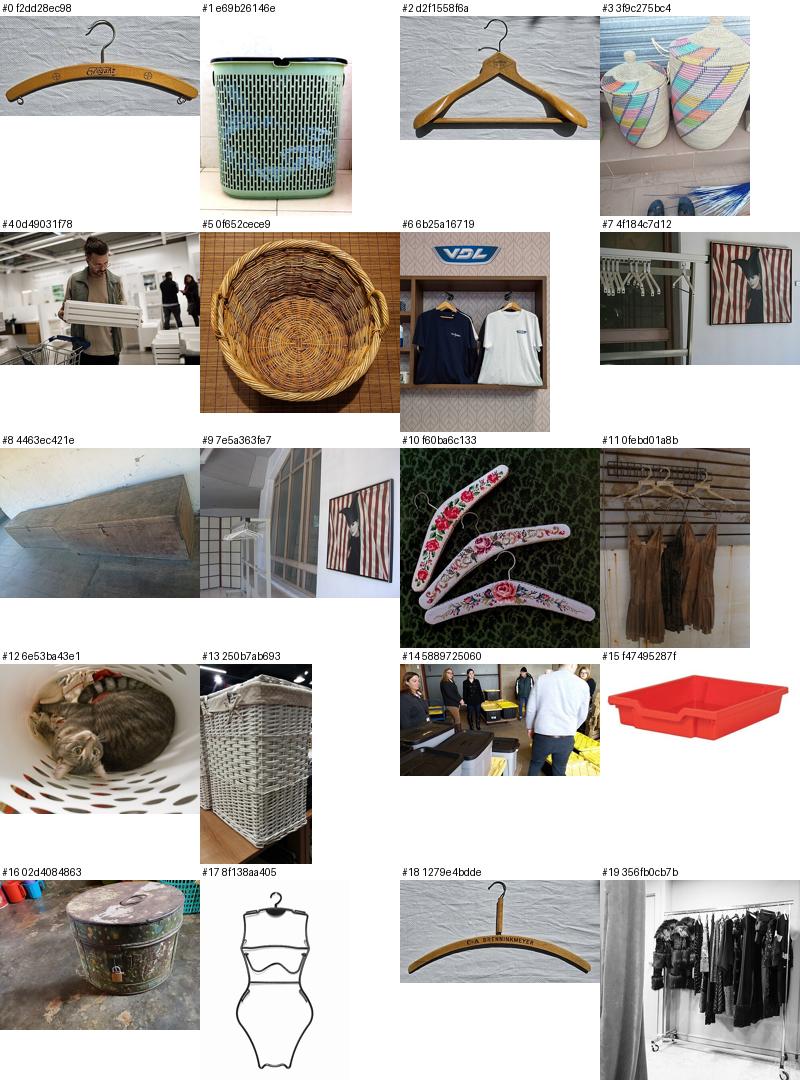 #0 f2dd28ec98
#1 e69b26146e
#2 d2f1558f6a
#3 3f9c275bc4
Elegant
#4 0d49031f78
#5 0f652cece9
#6 6b25a16719
#7 4f184c7d12
VDL
#8 4463ec421e
#9 7e5a363fe7
#10 f60ba6c133
#11 0febd01a8b
#12 6e53ba43e1
#13 250b7ab693
#14 5889725060
#15 f47495287f
#16 02d4084863
#17 8f138aa405
#18 1279e4bdde
#19 356fb0cb7b
C&A BRENNINKMEYER